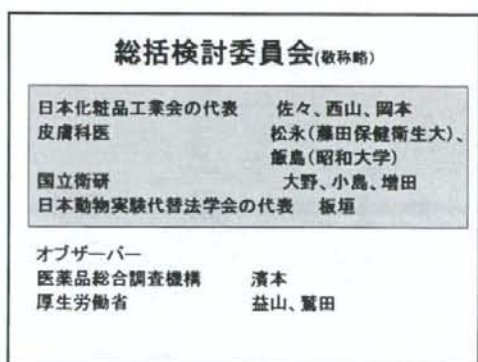 総括検討委員会(敬称略)
日本化粧品工業会の代表 佐々、西山、岡本
皮膚科医 松永(藤田保健衛生大)、
飯島(昭和大学)
国立衛研 大野、小島、増田
日本動物実験代替法学会の代表 板垣
オブザーバー
医薬品総合調査機構 濱本
厚生労働省 益山、鷲田